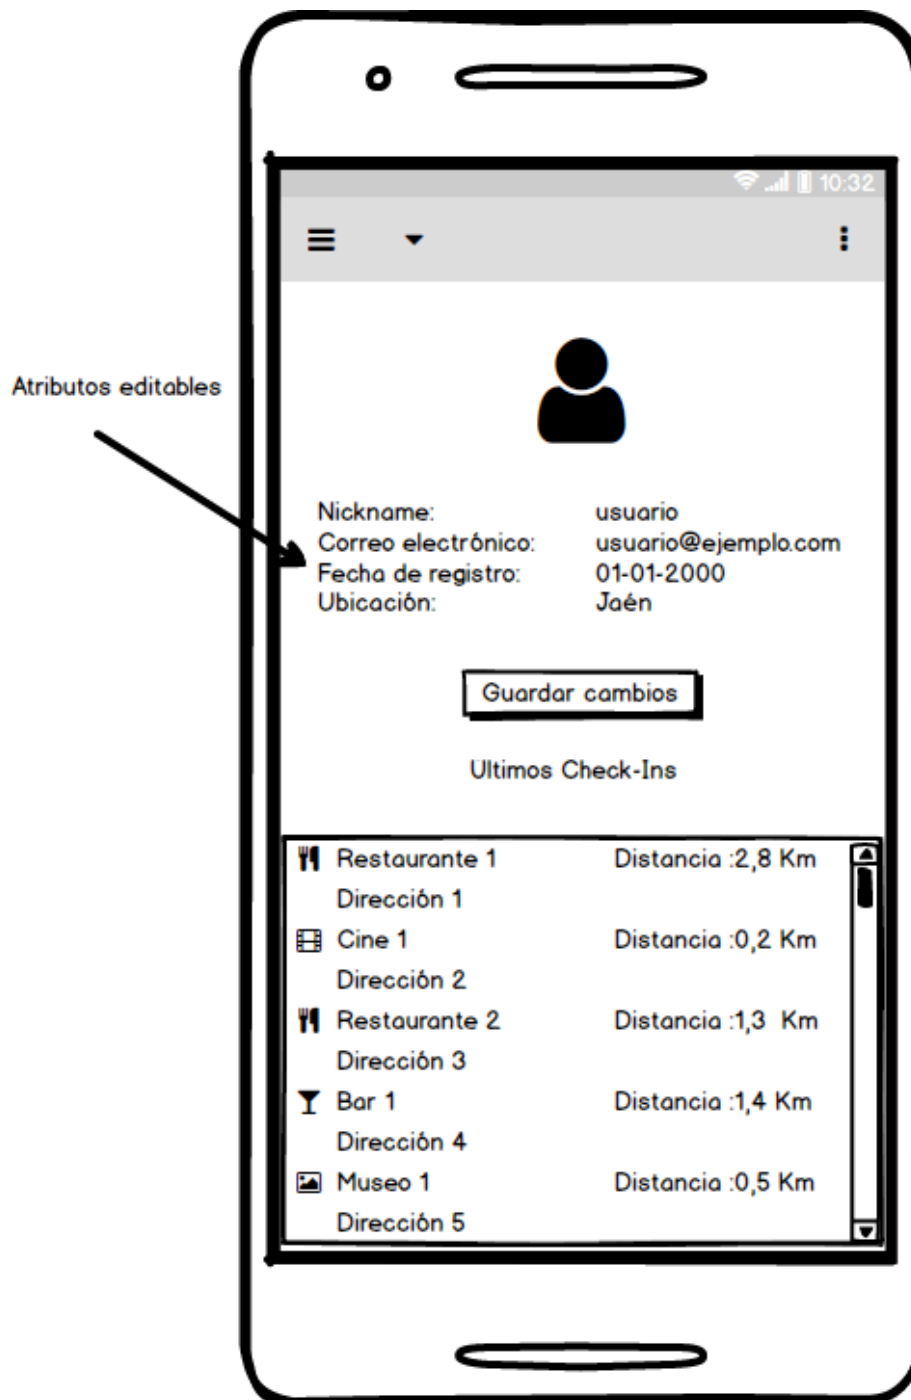 10:32
Atributos editables
Nickname: usuario
Correo electrónico: usuario@ejemplo.com
Fecha de registro: 01-01-2000
Ubicación: Jaén
Guardar cambios
Ultimos Check-Ins
Restaurante 1 Distancia :2,8 Km
Dirección 1
Cine 1 Distancia :0,2 Km
Dirección 2
Restaurante 2 Distancia :1,3 Km
Dirección 3
Bar 1 Distancia :1,4 Km
Dirección 4
Museo 1 Distancia :0,5 Km
Dirección 5